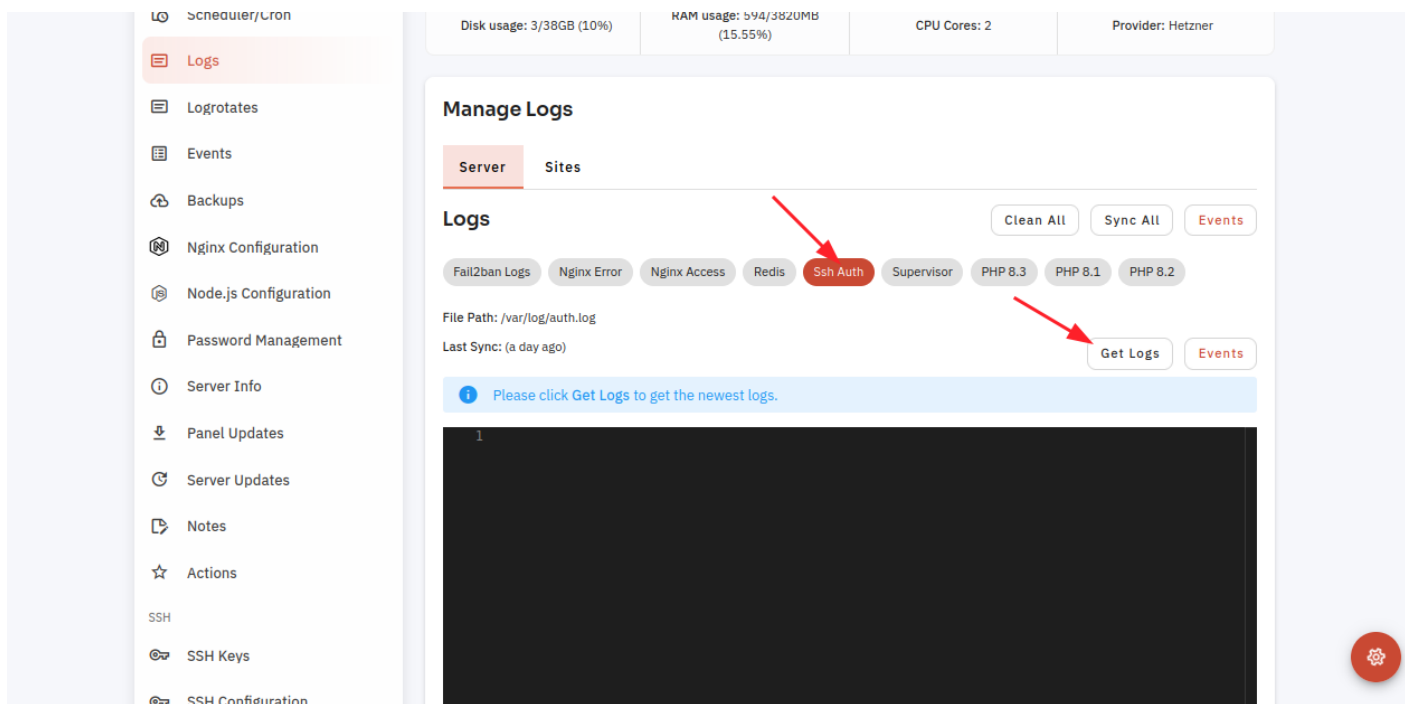 Scheduler/Cron
Logs
Logrotates
Events
Backups
Nginx Configuration
Node.js Configuration
Password Management
Server Info
Panel Updates
Server Updates
Notes
Actions
SSH
SSH Keys
SSH Configuration
Disk usage: 3/38GB (10%)
RAM usage: 594/3820MB
(15.55%)
CPU Cores: 2
Provider: Hetzner
Manage Logs
Server Sites
Logs
Clean All Sync All Events
Fail2ban Logs Nginx Error Nginx Access Redis Ssh Auth Supervisor PHP 8.3 PHP 8.1 PHP 8.2
File Path: /var/log/auth.log
Last Sync: (a day ago)
Get Logs Events
Please click Get Logs to get the newest logs.
1